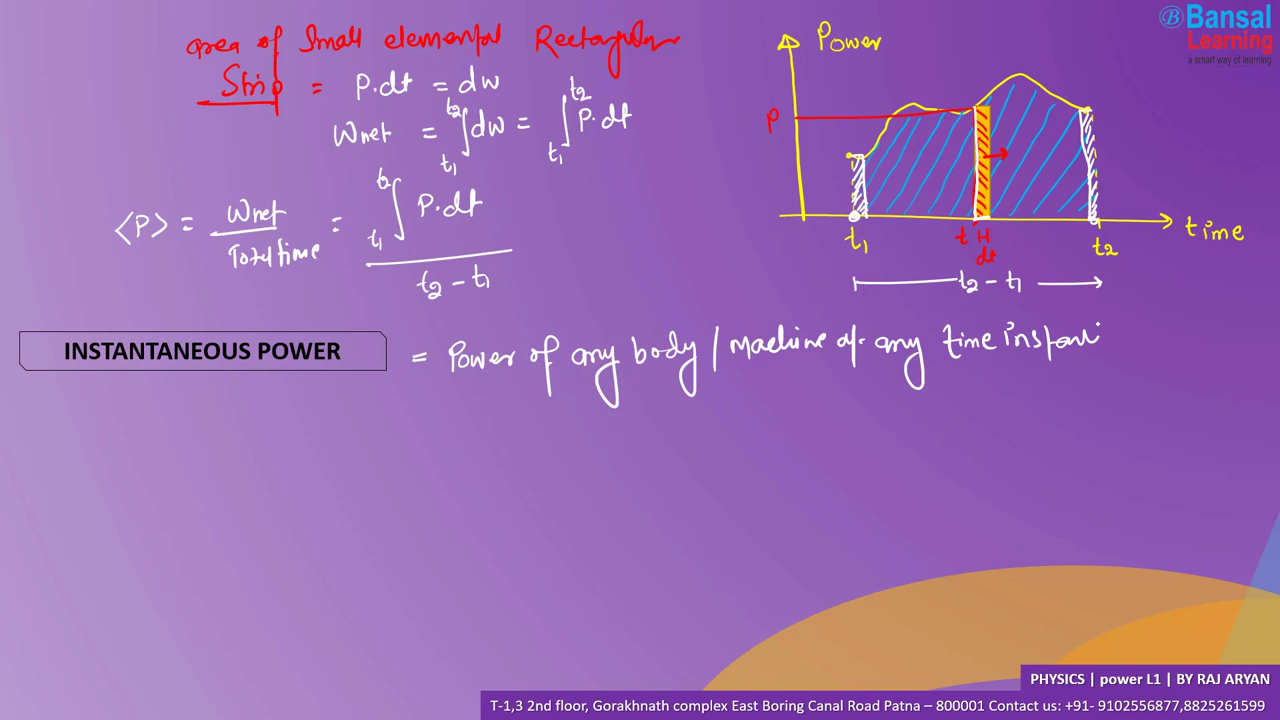 area of Small elemental Rectangular
Strip = P.dt = dw
Wnet = ∫t1t2 dw = ∫t1t2 P.dt
<P> = Wnet / Total time = ∫t1t2 P.dt / t2 - t1
Power
P
t1
t
dt
t2
time
t2 - t1
INSTANTANEOUS POWER
= Power of any body / Machine at any time instant
Bansal
Learning
a smart way of learning
PHYSICS | power L1 | BY RAJ ARYAN
T-1,3 2nd floor, Gorakhnath complex East Boring Canal Road Patna – 800001 Contact us: +91- 9102556877,8825261599